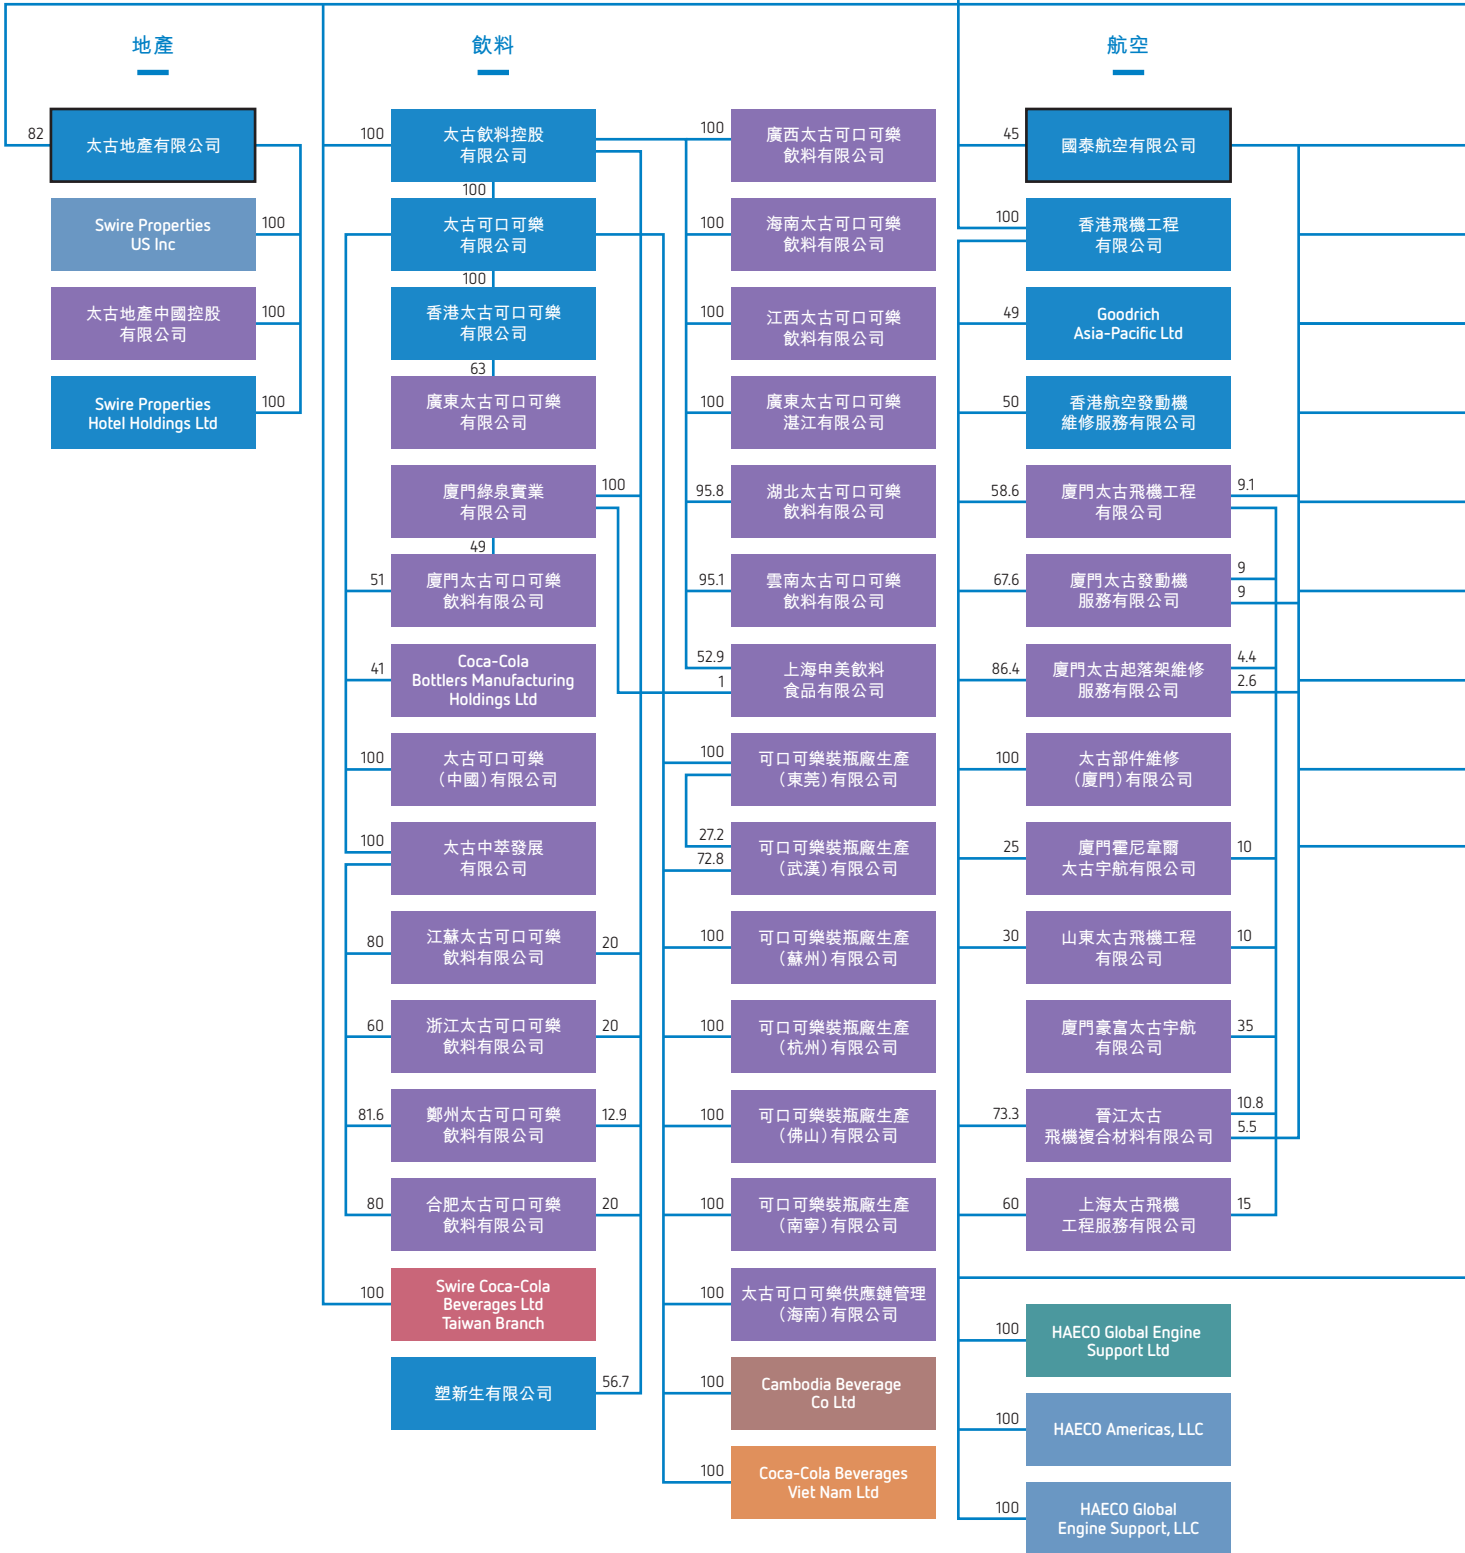 地產
82
太古地產有限公司
Swire Properties
US Inc
100
太古地產中國控股
有限公司
100
Swire Properties
Hotel Holdings Ltd
100
飲料
100
太古飲料控股
有限公司
100
太古可口可樂
有限公司
100
香港太古可口可樂
有限公司
63
廣東太古可口可樂
有限公司
廈門綠泉實業
有限公司
100
49
51
廈門太古可口可樂
飲料有限公司
41
Coca-Cola
Bottlers Manufacturing
Holdings Ltd
100
太古可口可樂
（中國）有限公司
100
太古中萃發展
有限公司
80
江蘇太古可口可樂
飲料有限公司
20
60
浙江太古可口可樂
飲料有限公司
20
81.6
鄭州太古可口可樂
飲料有限公司
12.9
80
合肥太古可口可樂
飲料有限公司
20
100
Swire Coca-Cola
Beverages Ltd
Taiwan Branch
塑新生有限公司
56.7
100
廣西太古可口可樂
飲料有限公司
100
海南太古可口可樂
飲料有限公司
100
江西太古可口可樂
飲料有限公司
100
廣東太古可口可樂
湛江有限公司
95.8
湖北太古可口可樂
飲料有限公司
95.1
雲南太古可口可樂
飲料有限公司
52.9
1
上海申美飲料
食品有限公司
100
可口可樂裝瓶廠生產
（東莞）有限公司
27.2
72.8
可口可樂裝瓶廠生產
（武漢）有限公司
100
可口可樂裝瓶廠生產
（蘇州）有限公司
100
可口可樂裝瓶廠生產
（杭州）有限公司
100
可口可樂裝瓶廠生產
（佛山）有限公司
100
可口可樂裝瓶廠生產
（南寧）有限公司
100
太古可口可樂供應鏈管理
（海南）有限公司
100
Cambodia Beverage
Co Ltd
100
Coca-Cola Beverages
Viet Nam Ltd
航空
45
國泰航空有限公司
100
香港飛機工程
有限公司
49
Goodrich
Asia-Pacific Ltd
50
香港航空發動機
維修服務有限公司
58.6
廈門太古飛機工程
有限公司
9.1
67.6
廈門太古發動機
服務有限公司
9
9
86.4
廈門太古起落架維修
服務有限公司
4.4
2.6
100
太古部件維修
（廈門）有限公司
25
廈門霍尼韋爾
太古宇航有限公司
10
30
山東太古飛機工程
有限公司
10
廈門豪富太古宇航
有限公司
35
73.3
晉江太古
飛機複合材料有限公司
10.8
5.5
60
上海太古飛機
工程服務有限公司
15
100
HAECO Global Engine
Support Ltd
100
HAECO Americas, LLC
100
HAECO Global
Engine Support, LLC